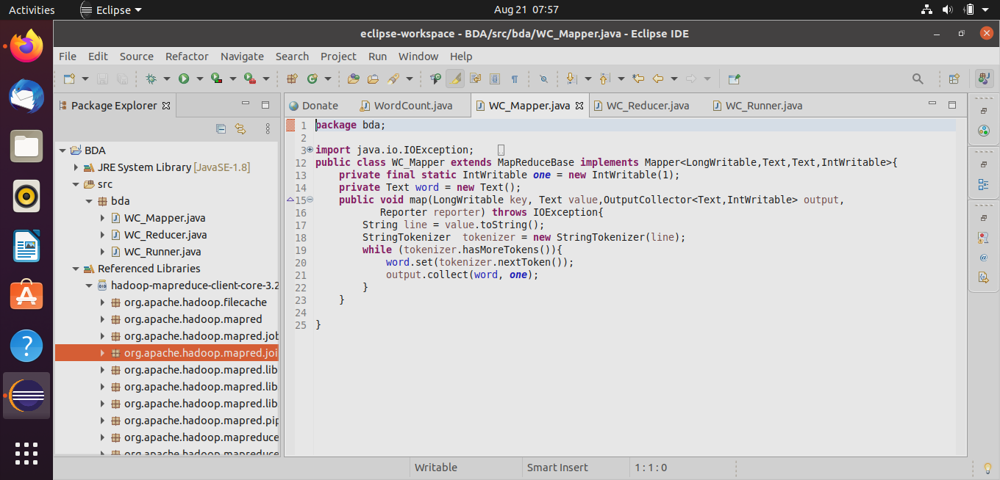 Activities
Eclipse
Aug 21 07:57
eclipse-workspace - BDA/src/bda/WC_Mapper.java - Eclipse IDE
File Edit Source Refactor Navigate Search Project Run Window Help
Package Explorer
BDA
JRE System Library [JavaSE-1.8]
src
bda
WC_Mapper.java
WC_Reducer.java
WC_Runner.java
Referenced Libraries
hadoop-mapreduce-client-core-3.2
org.apache.hadoop.filecache
org.apache.hadoop.mapred
org.apache.hadoop.mapred.job
org.apache.hadoop.mapred.joi
org.apache.hadoop.mapred.lib
org.apache.hadoop.mapred.lib
org.apache.hadoop.mapred.lib
org.apache.hadoop.mapred.pip
org.apache.hadoop.mapreduce
org.apache.hadoop.mapreduce
Donate WordCount.java WC_Mapper.java WC_Reducer.java WC_Runner.java
1 package bda;
2
3 import java.io.IOException;
12 public class WC_Mapper extends MapReduceBase implements Mapper<LongWritable,Text,Text,IntWritable>{
13 private final static IntWritable one = new IntWritable(1);
14 private Text word = new Text();
15 public void map(LongWritable key, Text value,OutputCollector<Text,IntWritable> output,
16 Reporter reporter) throws IOException{
17 String line = value.toString();
18 StringTokenizer tokenizer = new StringTokenizer(line);
19 while (tokenizer.hasMoreTokens()){
20 word.set(tokenizer.nextToken());
21 output.collect(word, one);
22 }
23 }
24
25 }
Writable Smart Insert 1 : 1 : 0